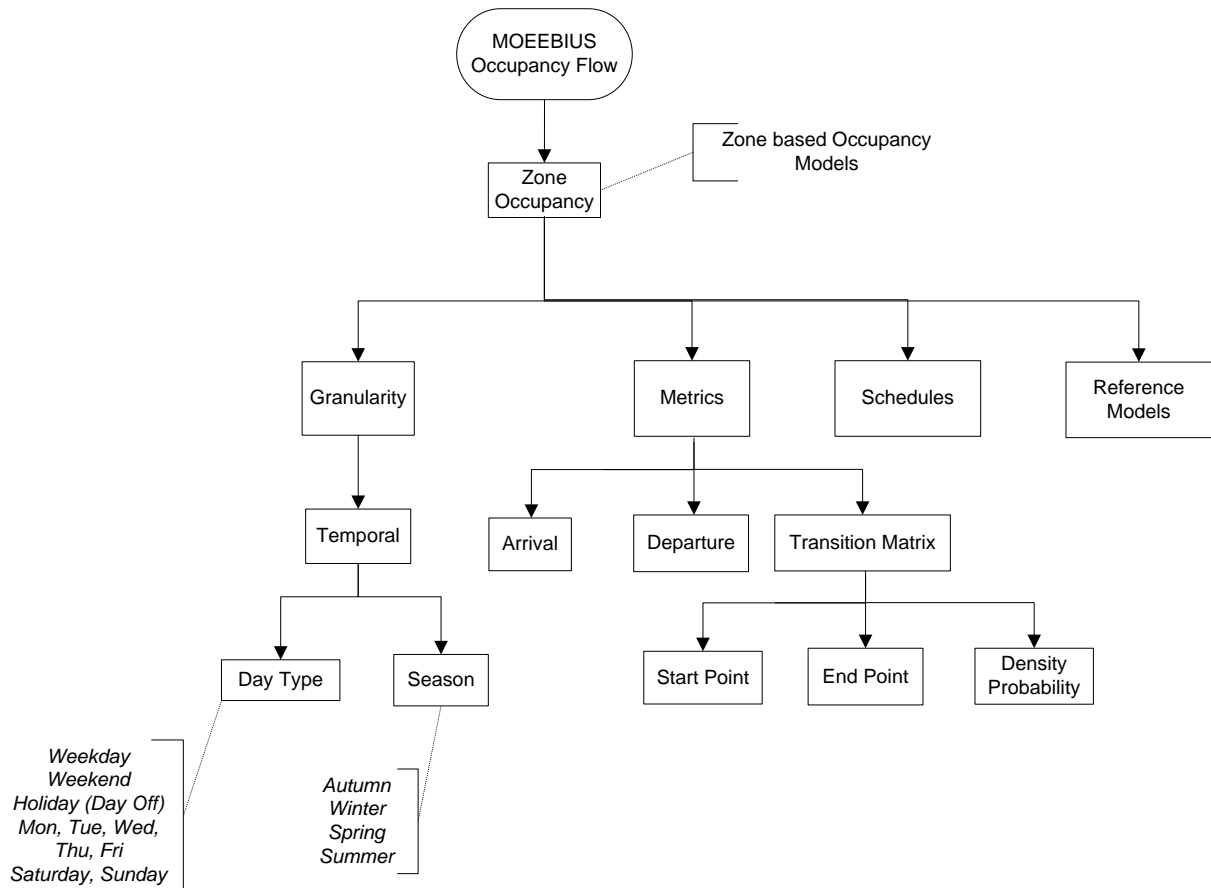 MOEEBIUS
Occupancy Flow
Zone based Occupancy
Models
Zone
Occupancy
Granularity
Metrics
Schedules
Reference
Models
Temporal
Arrival
Departure
Transition Matrix
Day Type
Season
Start Point
End Point
Density
Probability
Weekday
Weekend
Holiday (Day Off)
Mon, Tue, Wed,
Thu, Fri
Saturday, Sunday
Autumn
Winter
Spring
Summer